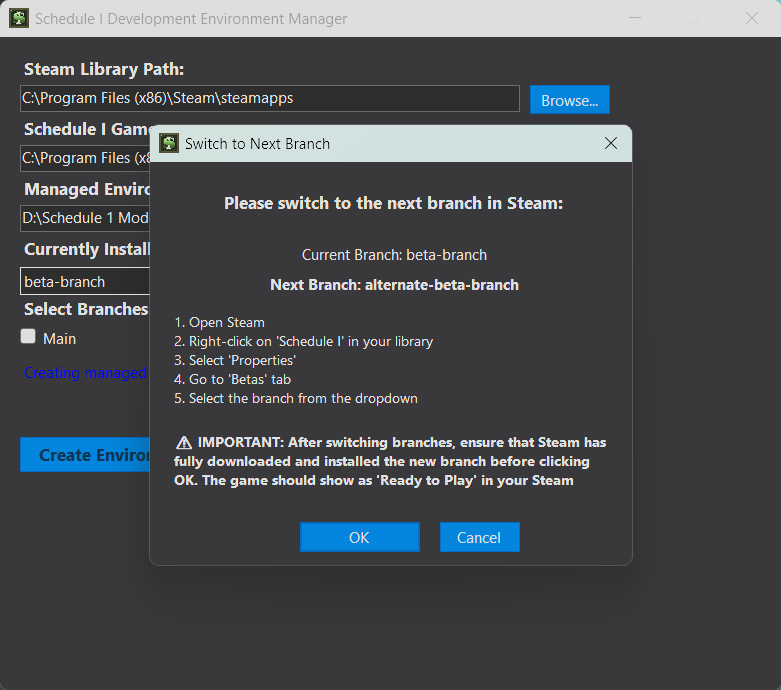 Schedule I Development Environment Manager
Steam Library Path:
C:\Program Files (x86)\Steam\steamapps
Browse...
Schedule I Game
C:\Program Files (x8
Managed Enviro
D:\Schedule 1 Mod
Currently Install
beta-branch
Select Branches
Main
Creating managed
Create Enviro
Switch to Next Branch
Please switch to the next branch in Steam:
Current Branch: beta-branch
Next Branch: alternate-beta-branch
1. Open Steam
2. Right-click on 'Schedule I' in your library
3. Select 'Properties'
4. Go to 'Betas' tab
5. Select the branch from the dropdown
⚠ IMPORTANT: After switching branches, ensure that Steam has
fully downloaded and installed the new branch before clicking
OK. The game should show as 'Ready to Play' in your Steam
OK
Cancel